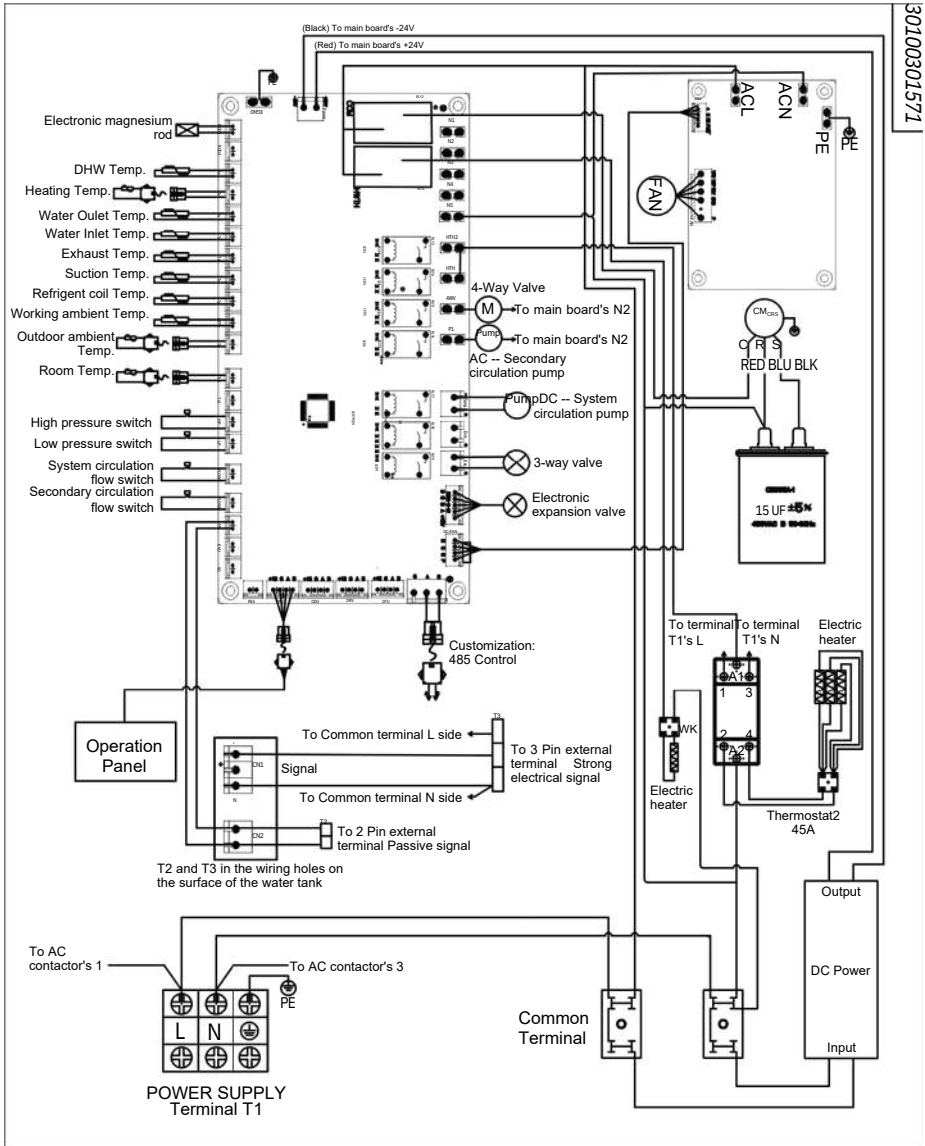 301000301571
(Black) To main board's -24V
(Red) To main board's +24V
PE
Electronic magnesium
rod
DHW Temp.
Heating Temp.
Water Oulet Temp.
Water Inlet Temp.
Exhaust Temp.
Suction Temp.
Refrigent coil Temp.
Working ambient Temp.
Outdoor ambient
Temp.
Room Temp.
High pressure switch
Low pressure switch
System circulation
flow switch
Secondary circulation
flow switch
N1
N2
N3
N4
N5
HTH2
HTH
4WV
P1
4-Way Valve
M
To main board's N2
Pump
To main board's N2
AC -- Secondary
circulation pump
PumpDC -- System
circulation pump
3-way valve
Electronic
expansion valve
ACL
ACN
PE
PE
FAN
CM
CRS
C R S
RED BLU BLK
15 UF ±5%
Customization:
485 Control
Operation
Panel
To terminal
T1's L
To terminal
T1's N
A1
1 3
2 4
A2
WK
Electric
heater
Electric
heater
Thermostat2
45A
To Common terminal L side
T3
CN1
Signal
N
To 3 Pin external
terminal Strong
electrical signal
To Common terminal N side
CN2
To 2 Pin external
terminal Passive signal
T2 and T3 in the wiring holes on
the surface of the water tank
Output
DC Power
Input
To AC
contactor's 1
To AC contactor's 3
PE
L N
POWER SUPPLY
Terminal T1
Common
Terminal